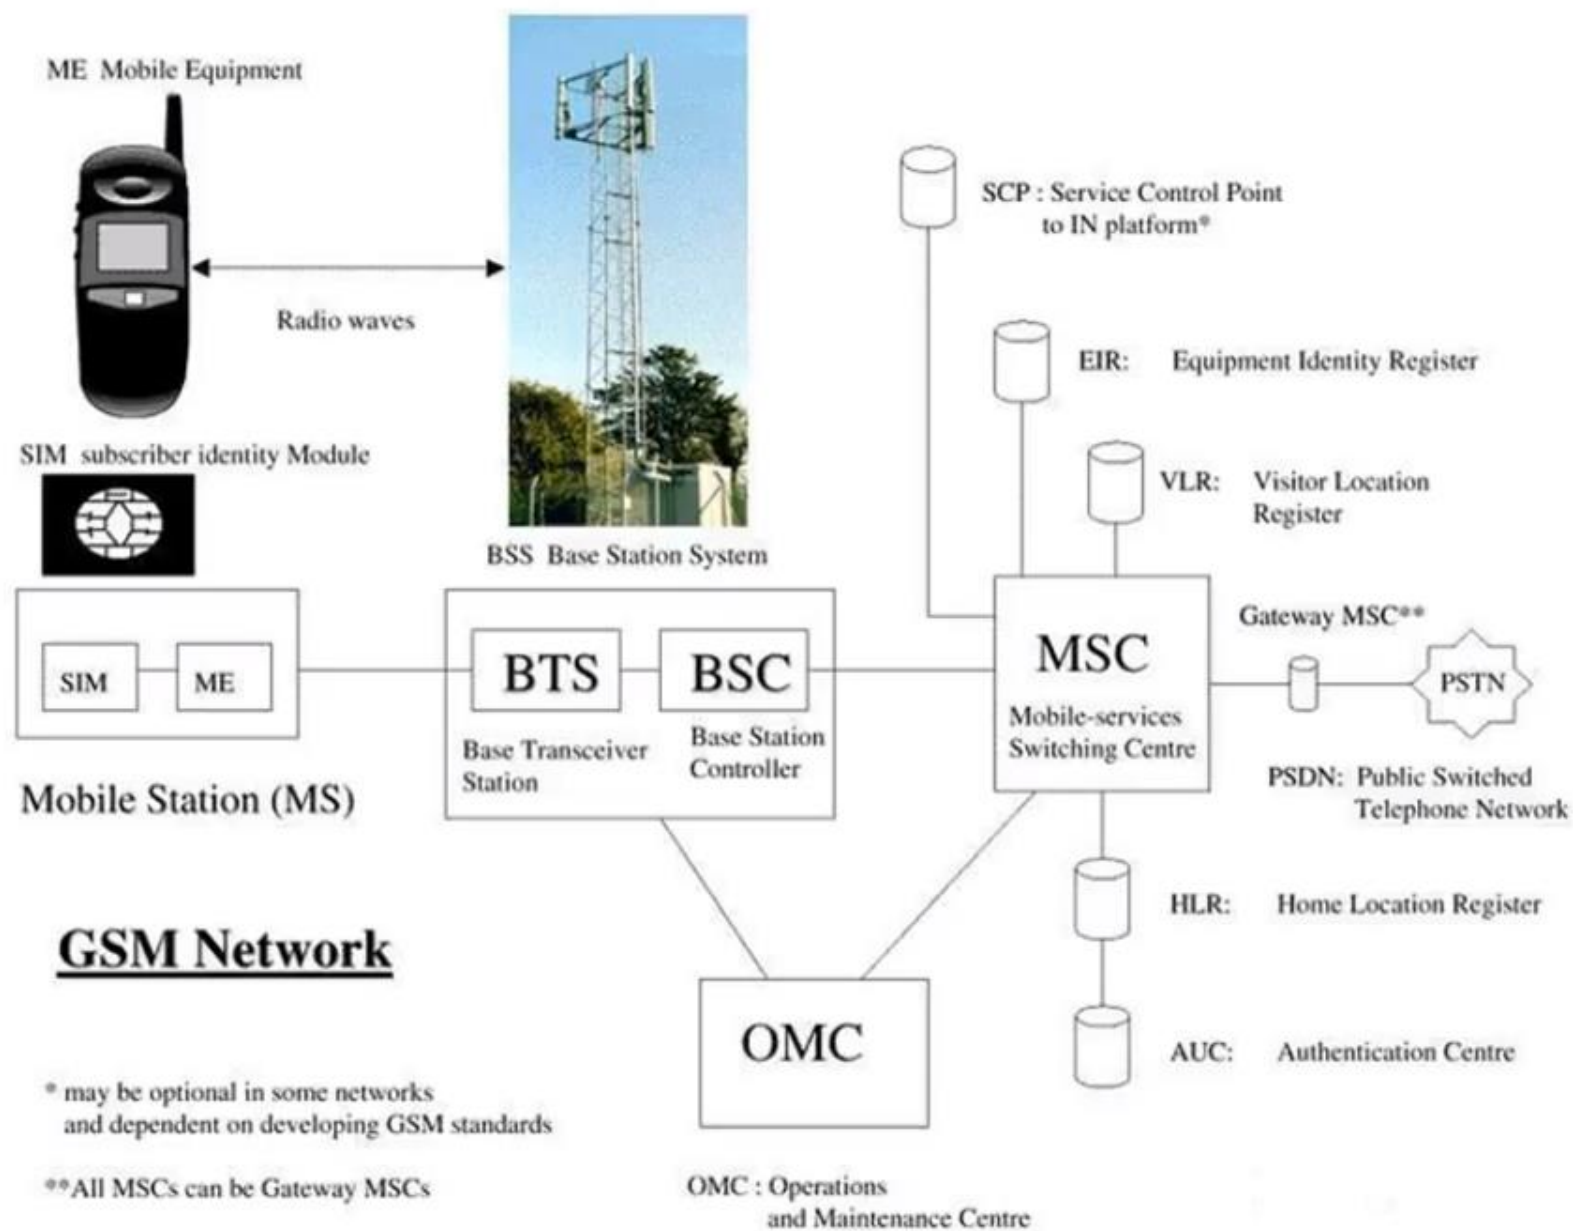 ME Mobile Equipment
Radio waves
SIM subscriber identity Module
BSS Base Station System
SCP : Service Control Point
to IN platform*
EIR: Equipment Identity Register
VLR: Visitor Location
Register
SIM
ME
Mobile Station (MS)
BTS
Base Transceiver
Station
BSC
Base Station
Controller
MSC
Mobile-services
Switching Centre
Gateway MSC**
PSTN
PSDN: Public Switched
Telephone Network
HLR: Home Location Register
AUC: Authentication Centre
GSM Network
OMC
* may be optional in some networks
and dependent on developing GSM standards
**All MSCs can be Gateway MSCs
OMC : Operations
and Maintenance Centre